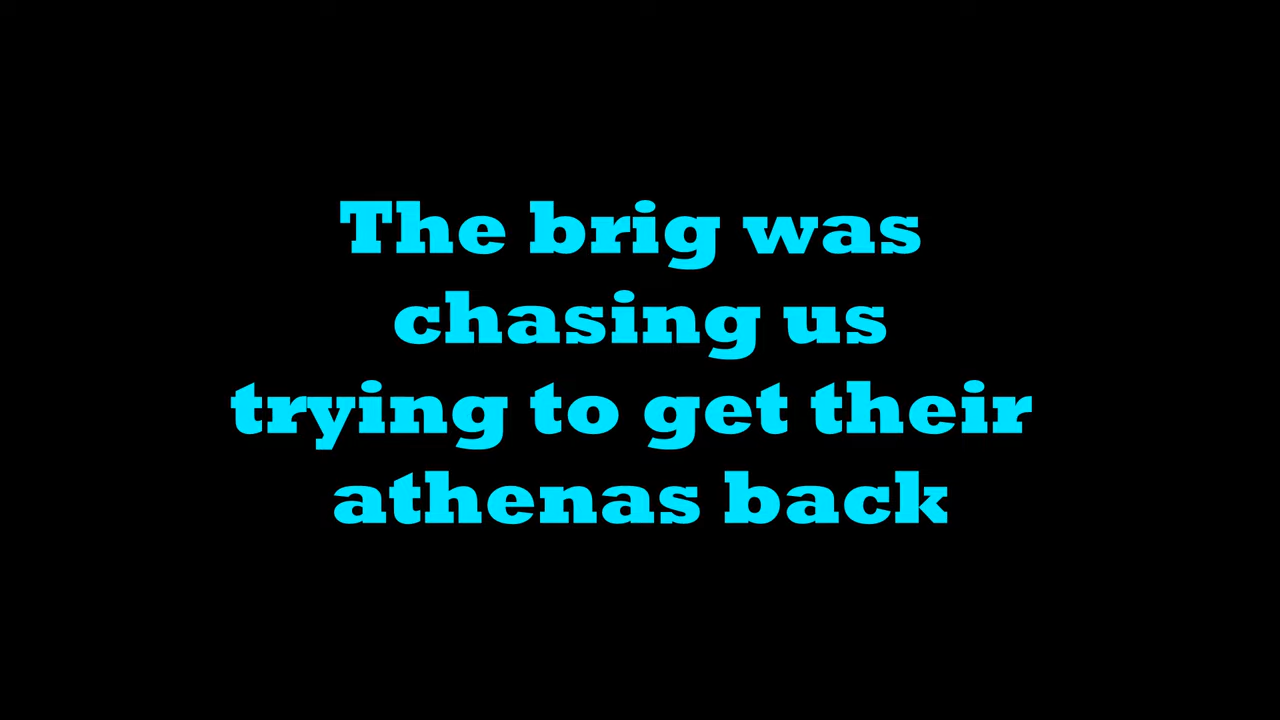 The brig was
chasing us
trying to get their
athenas back